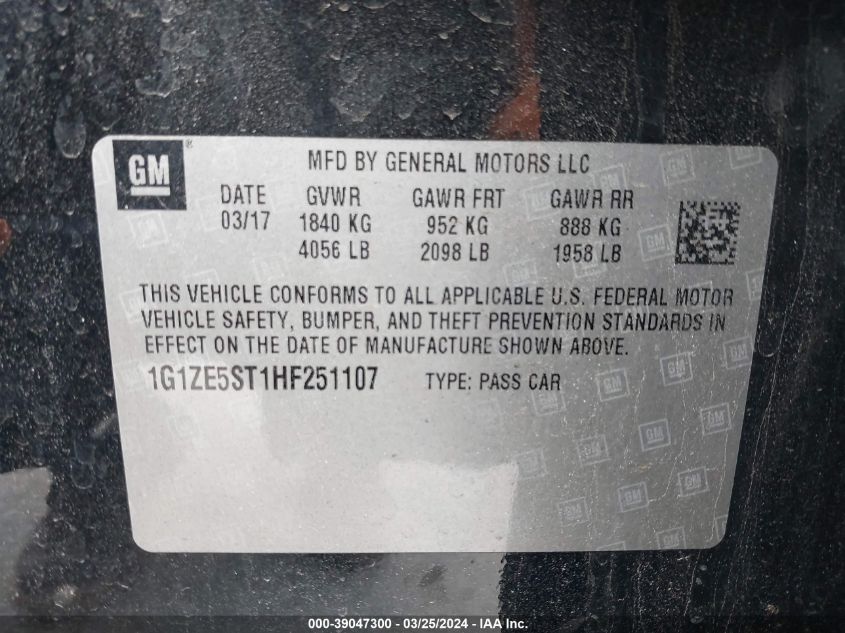 GM®
MFD BY GENERAL MOTORS LLC
DATE GVWR GAWR FRT GAWR RR
03/17 1840 KG 952 KG 888 KG
4056 LB 2098 LB 1958 LB
THIS VEHICLE CONFORMS TO ALL APPLICABLE U.S. FEDERAL MOTOR
VEHICLE SAFETY, BUMPER, AND THEFT PREVENTION STANDARDS IN
EFFECT ON THE DATE OF MANUFACTURE SHOWN ABOVE.
1G1ZE5ST1HF251107 TYPE: PASS CAR
000-39047300 - 03/25/2024 - IAA Inc.